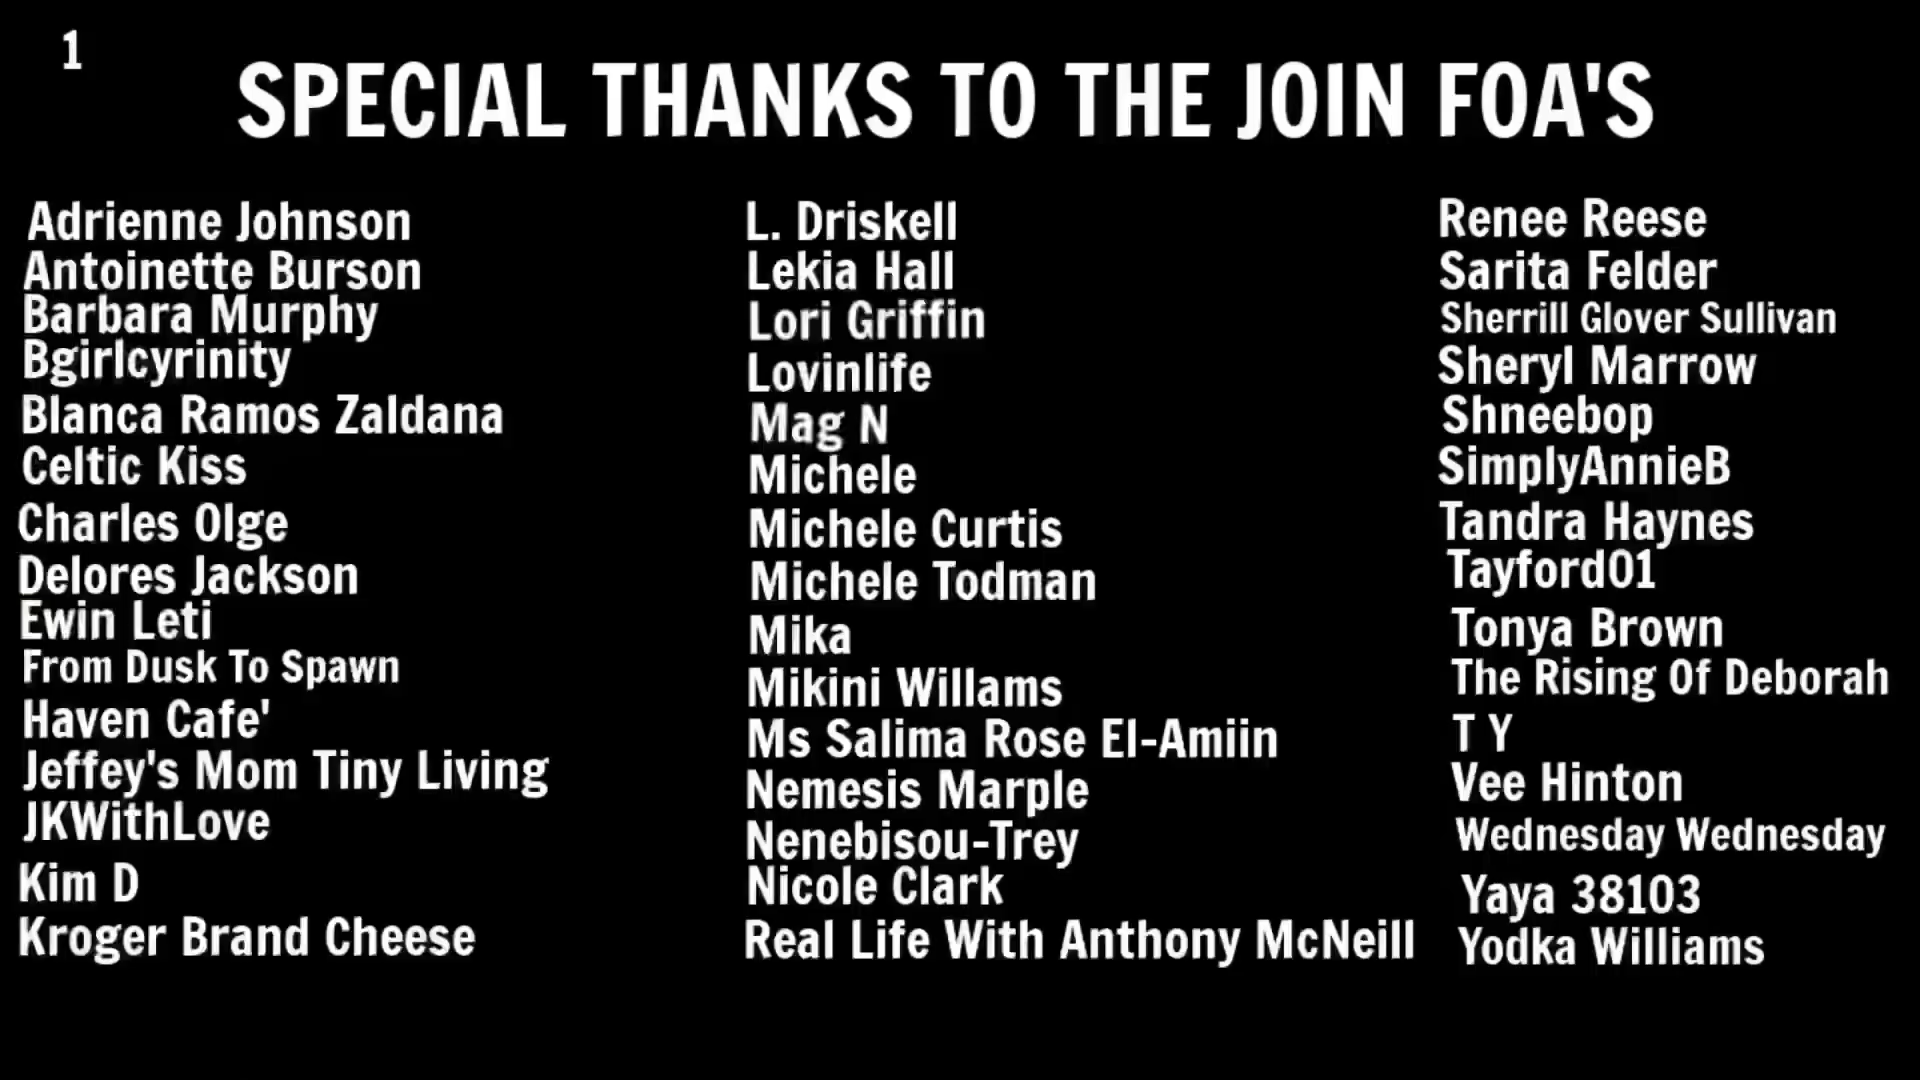 1
SPECIAL THANKS TO THE JOIN FOA'S
Adrienne Johnson
Antoinette Burson
Barbara Murphy
Bgirlcyrinity
Blanca Ramos Zaldana
Celtic Kiss
Charles Olge
Delores Jackson
Ewin Leti
From Dusk To Spawn
Haven Cafe'
Jeffey's Mom Tiny Living
JKWithLove
Kim D
Kroger Brand Cheese
L. Driskell
Lekia Hall
Lori Griffin
Lovinlife
Mag N
Michele
Michele Curtis
Michele Todman
Mika
Mikini Willams
Ms Salima Rose El-Amiin
Nemesis Marple
Nenebisou-Trey
Nicole Clark
Real Life With Anthony McNeill
Renee Reese
Sarita Felder
Sherrill Glover Sullivan
Sheryl Marrow
Shneebop
SimplyAnnieB
Tandra Haynes
Tayford01
Tonya Brown
The Rising Of Deborah
T Y
Vee Hinton
Wednesday Wednesday
Yaya 38103
Yodka Williams